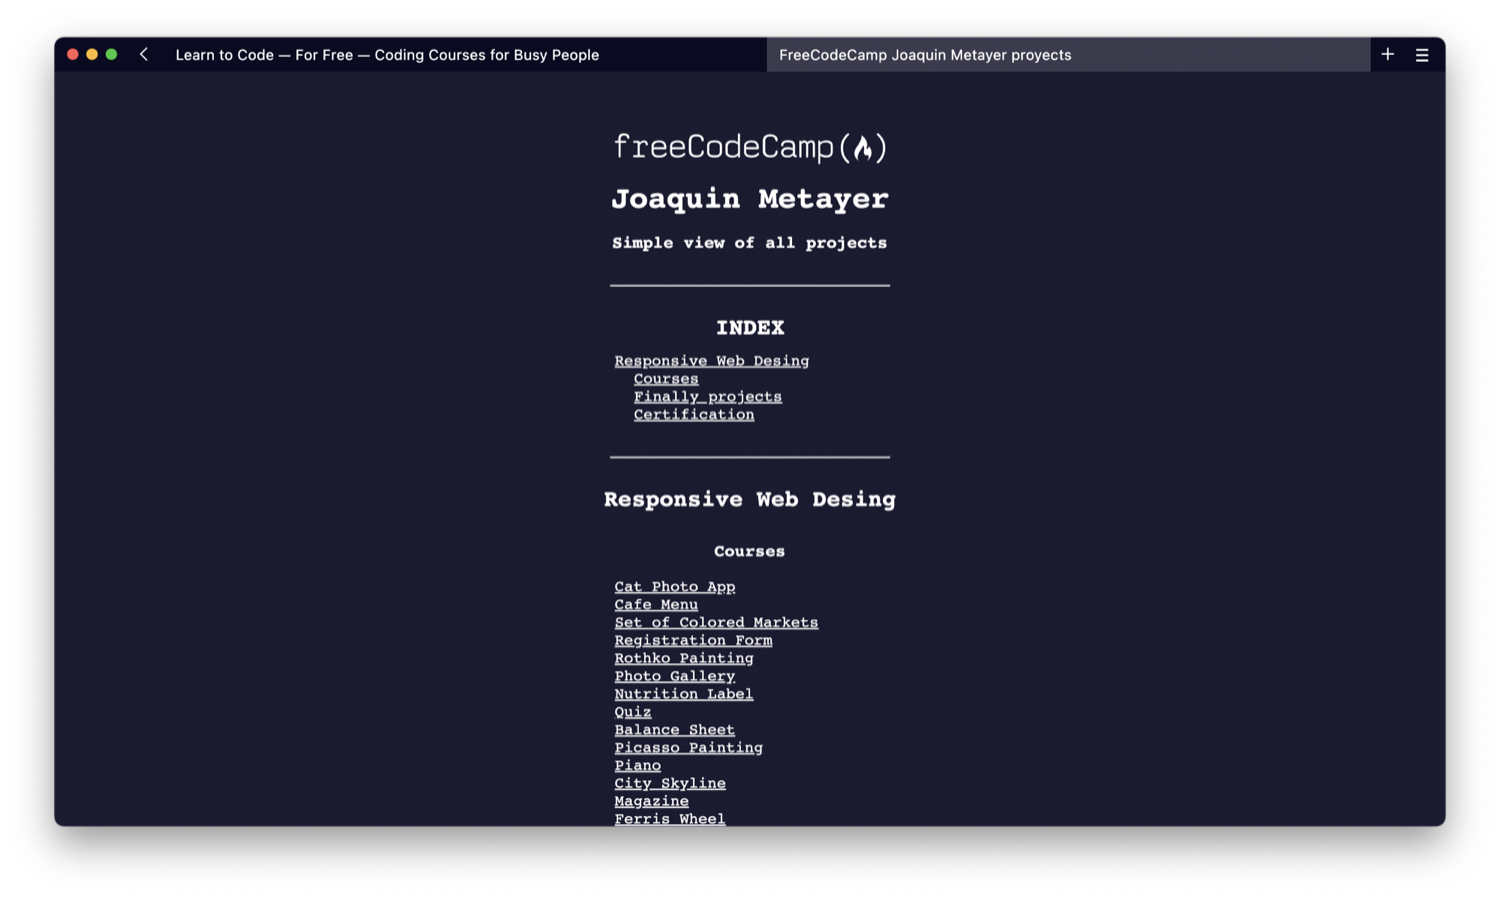 Learn to Code — For Free — Coding Courses for Busy People
FreeCodeCamp Joaquin Metayer proyects
freeCodeCamp( )
Joaquin Metayer
Simple view of all projects
INDEX
Responsive Web Desing
Courses
Finally projects
Certification
Responsive Web Desing
Courses
Cat Photo App
Cafe Menu
Set of Colored Markets
Registration Form
Rothko Painting
Photo Gallery
Nutrition Label
Quiz
Balance Sheet
Picasso Painting
Piano
City Skyline
Magazine
Ferris Wheel